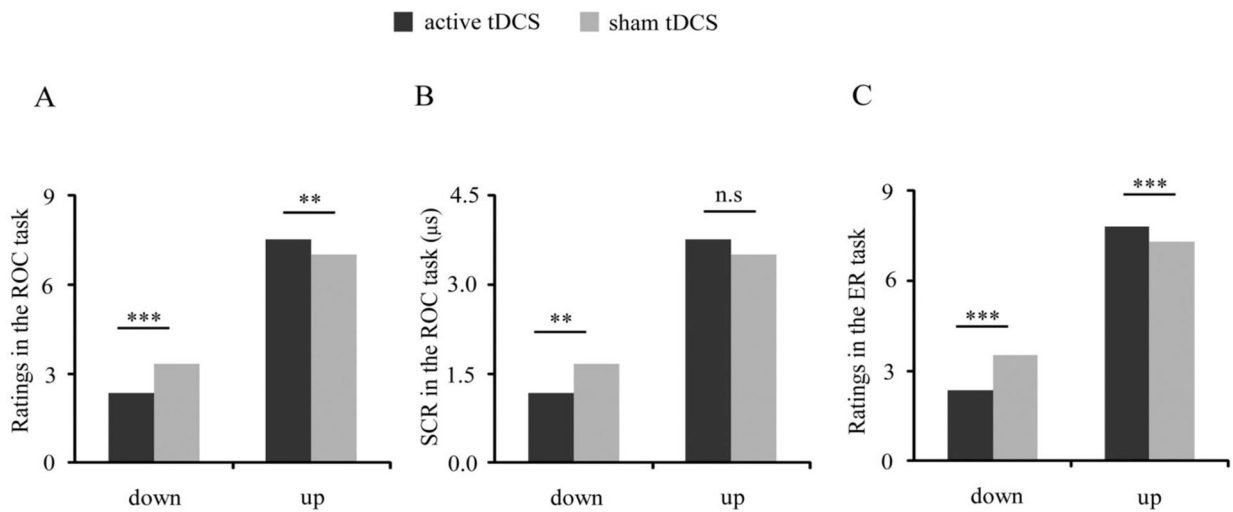 active tDCS
sham tDCS
A
Ratings in the ROC task
9
6
3
0
***
**
down
up
B
SCR in the ROC task (μs)
4.5
3.0
1.5
0.0
**
n.s
down
up
C
Ratings in the ER task
9
6
3
0
***
***
down
up